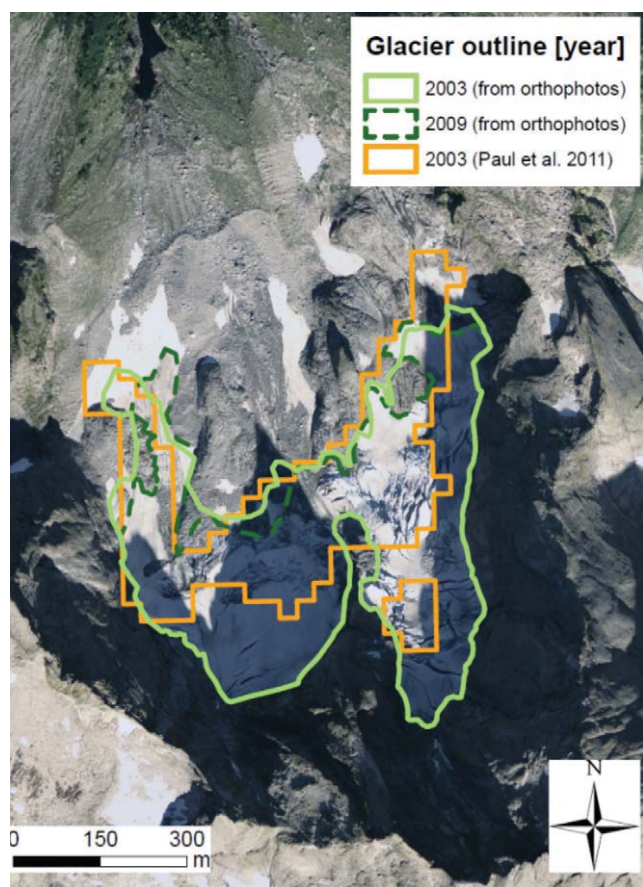 Glacier outline [year]
2003 (from orthophotos)
2009 (from orthophotos)
2003 (Paul et al. 2011)
N
0 150 300
m